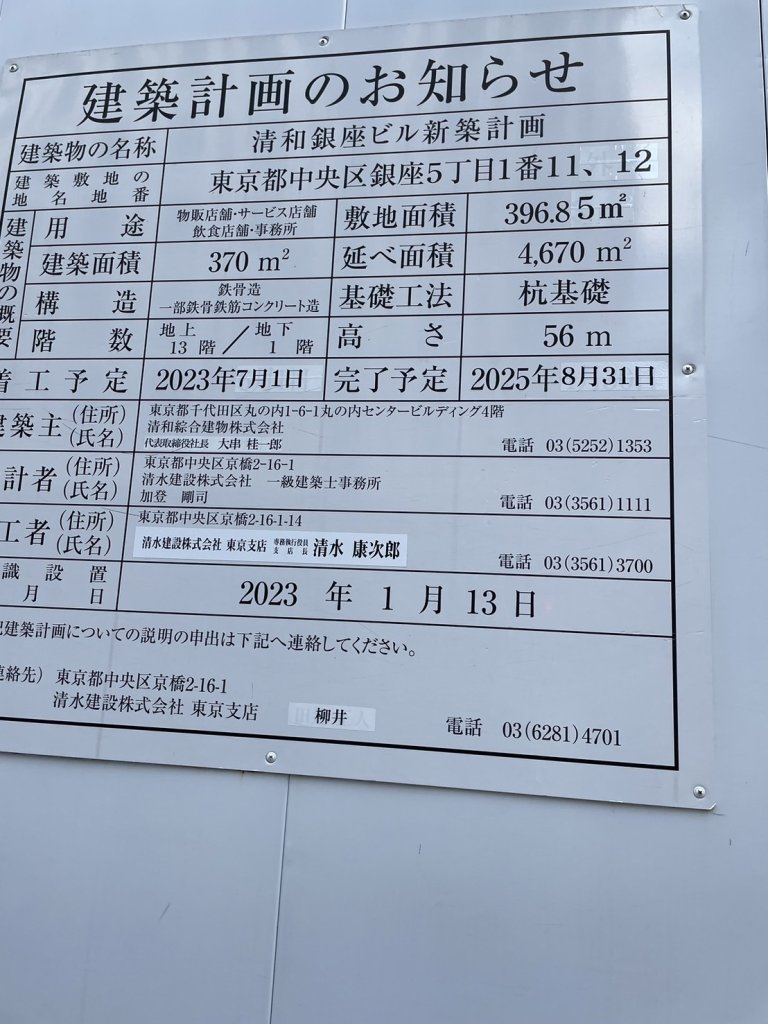 建築計画のお知らせ
建築物の名称 清和銀座ビル新築計画
建築敷地の地名地番 東京都中央区銀座5丁目1番11、12
建築物の概要
用途 物販店舗・サービス店舗 飲食店舗・事務所 敷地面積 396.85㎡
建築面積 370 m² 延べ面積 4,670 m²
構造 鉄骨造 一部鉄骨鉄筋コンクリート造 基礎工法 杭基礎
階数 地上13階／地下1階 高さ 56 m
着工予定 2023年7月1日 完了予定 2025年8月31日
建築主（住所）（氏名）
東京都千代田区丸の内1-6-1丸の内センタービルディング4階
清和綜合建物株式会社
代表取締役社長 大串 桂一郎 電話 03(5252)1353
計者（住所）（氏名）
東京都中央区京橋2-16-1
清水建設株式会社 一級建築士事務所
加登 剛司 電話 03(3561)1111
工者（住所）（氏名）
東京都中央区京橋2-16-1-14
清水建設株式会社 東京支店 専務執行役員 支店長 清水 康次郎 電話 03(3561)3700
識設置月日 2023 年 1 月 13 日
記建築計画についての説明の申出は下記へ連絡してください。
連絡先）東京都中央区京橋2-16-1
清水建設株式会社 東京支店 柳井 電話 03(6281)4701